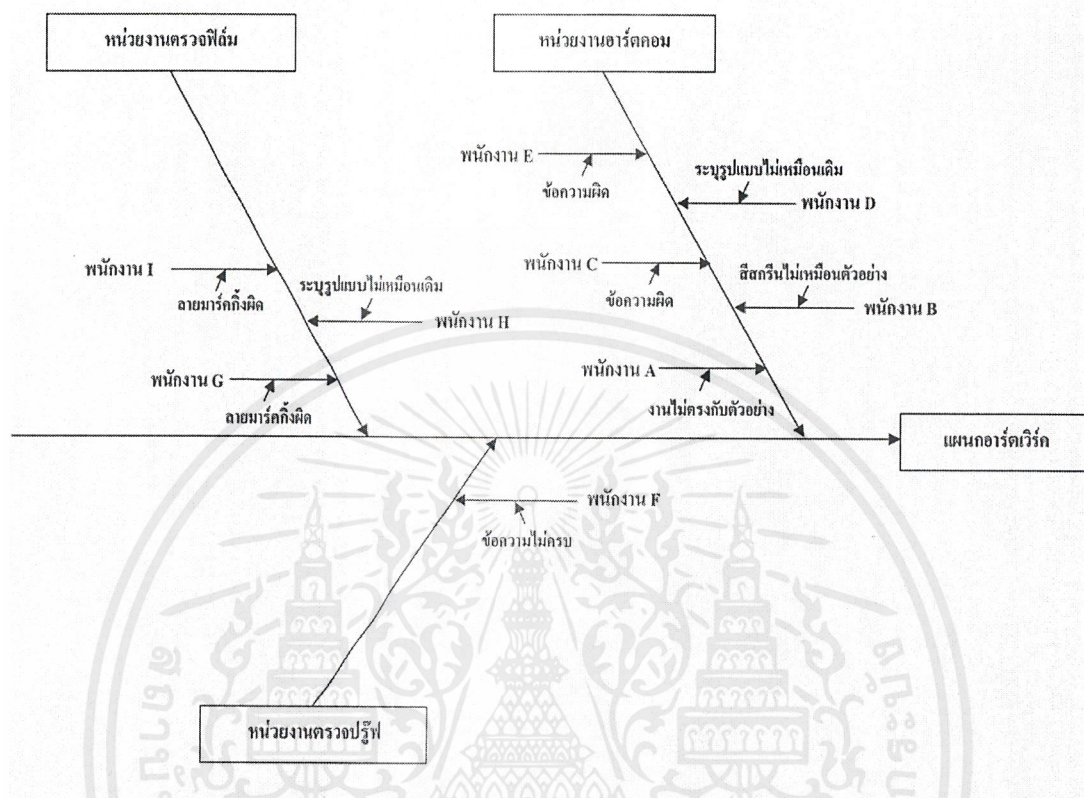 หน่วยงานตรวจฟิล์ม
หน่วยงานอาร์ตคอม
พนักงาน E
ข้อความผิด
ระบุรูปแบบไม่เหมือนเดิม
พนักงาน D
พนักงาน I
ลายมาร์คกิ้งผิด
ระบุรูปแบบไม่เหมือนเดิม
พนักงาน H
พนักงาน C
ข้อความผิด
สีสกรีนไม่เหมือนตัวอย่าง
พนักงาน B
พนักงาน G
ลายมาร์คกิ้งผิด
พนักงาน A
งานไม่ตรงกับตัวอย่าง
แผนกอาร์ตเวิร์ค
พนักงาน F
ข้อความไม่ครบ
หน่วยงานตรวจปรู๊ฟ